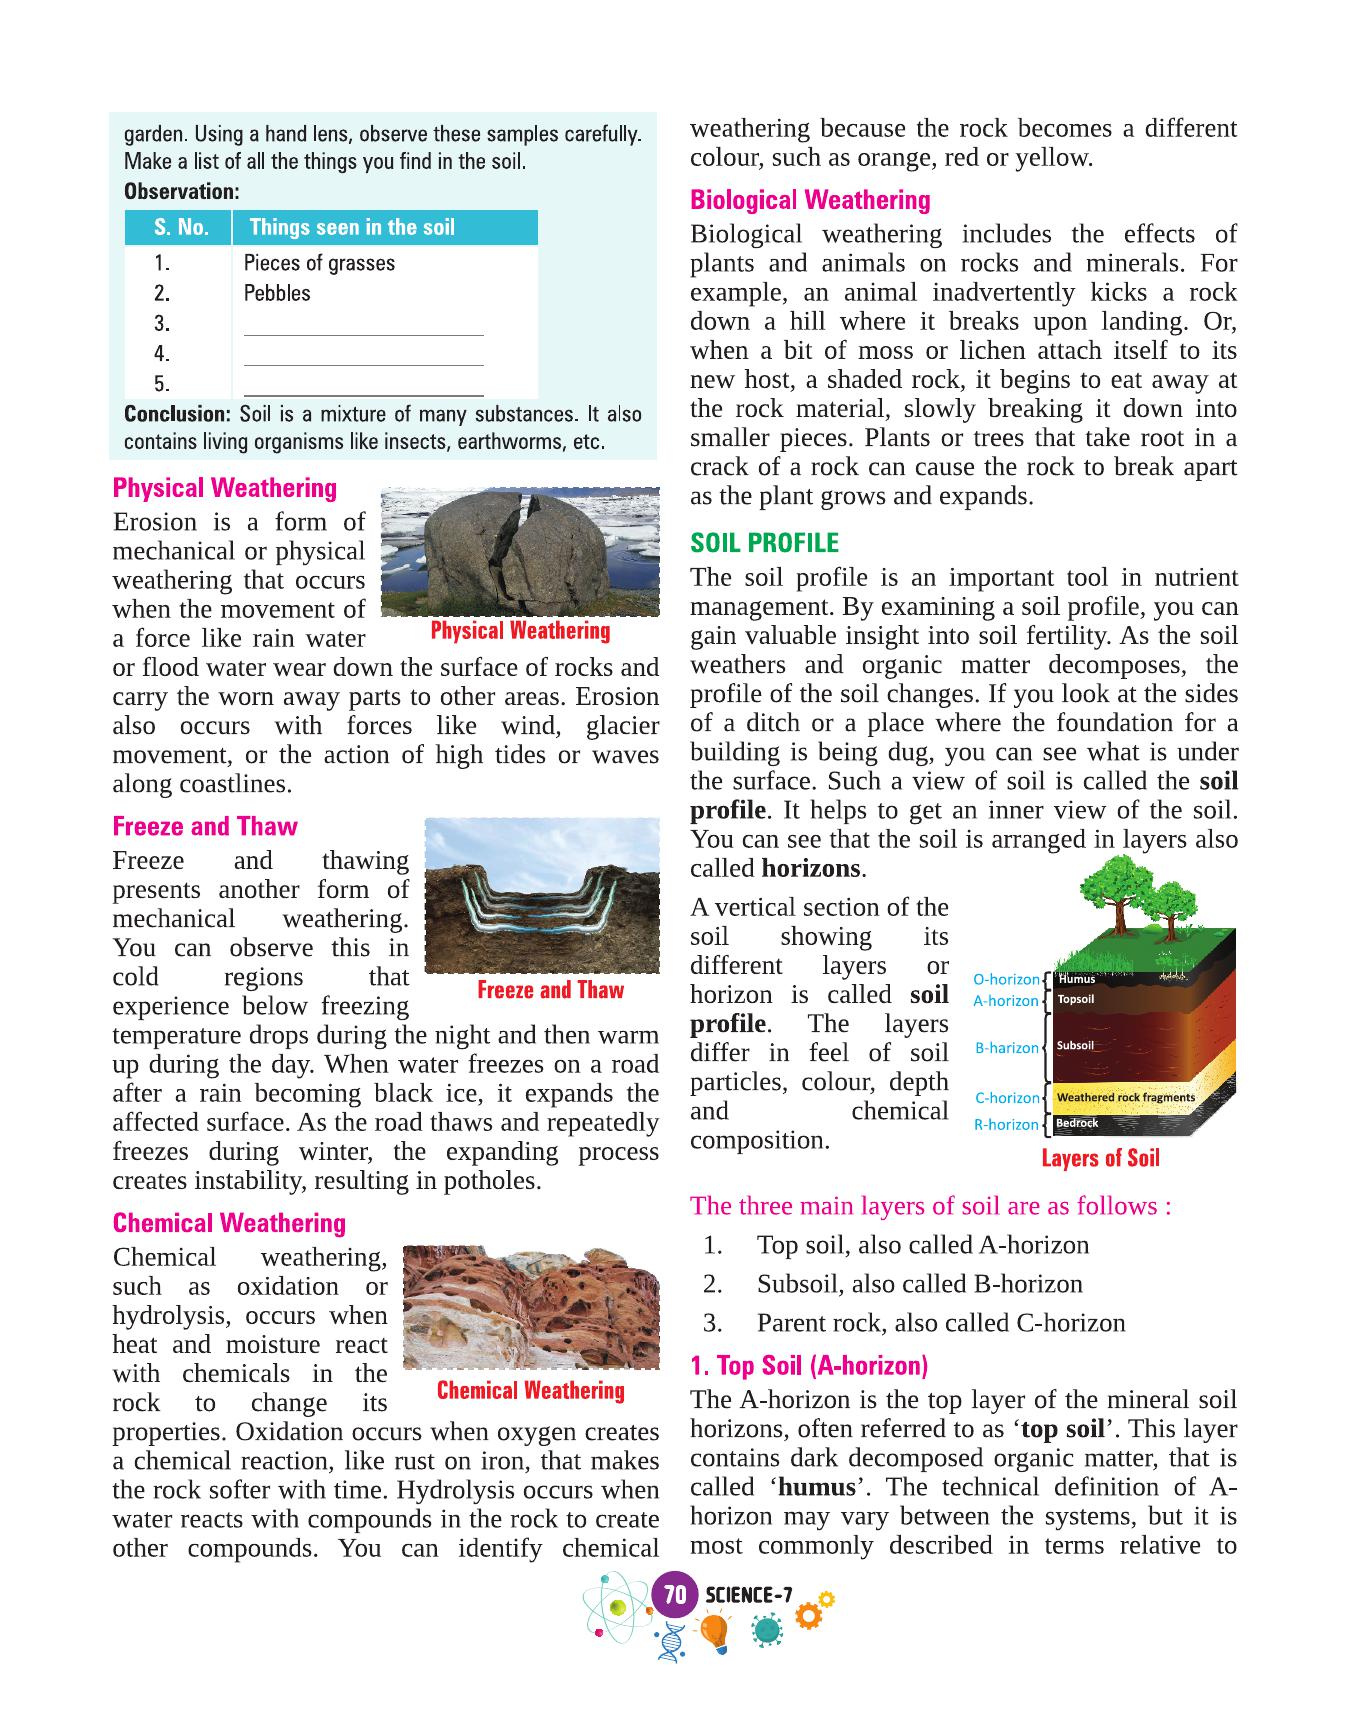 garden. Using a hand lens, observe these samples carefully.
Make a list of all the things you find in the soil.
Observation:
S. No. Things seen in the soil
1. Pieces of grasses
2. Pebbles
3.
4.
5.
Conclusion: Soil is a mixture of many substances. It also
contains living organisms like insects, earthworms, etc.
Physical Weathering
Erosion is a form of
mechanical or physical
weathering that occurs
when the movement of
a force like rain water
Physical Weathering
or flood water wear down the surface of rocks and
carry the worn away parts to other areas. Erosion
also occurs with forces like wind, glacier
movement, or the action of high tides or waves
along coastlines.
Freeze and Thaw
Freeze and thawing
presents another form of
mechanical weathering.
You can observe this in
cold regions that
experience below freezing
Freeze and Thaw
temperature drops during the night and then warm
up during the day. When water freezes on a road
after a rain becoming black ice, it expands the
affected surface. As the road thaws and repeatedly
freezes during winter, the expanding process
creates instability, resulting in potholes.
Chemical Weathering
Chemical weathering,
such as oxidation or
hydrolysis, occurs when
heat and moisture react
with chemicals in the
rock to change its
Chemical Weathering
properties. Oxidation occurs when oxygen creates
a chemical reaction, like rust on iron, that makes
the rock softer with time. Hydrolysis occurs when
water reacts with compounds in the rock to create
other compounds. You can identify chemical
weathering because the rock becomes a different
colour, such as orange, red or yellow.
Biological Weathering
Biological weathering includes the effects of
plants and animals on rocks and minerals. For
example, an animal inadvertently kicks a rock
down a hill where it breaks upon landing. Or,
when a bit of moss or lichen attach itself to its
new host, a shaded rock, it begins to eat away at
the rock material, slowly breaking it down into
smaller pieces. Plants or trees that take root in a
crack of a rock can cause the rock to break apart
as the plant grows and expands.
SOIL PROFILE
The soil profile is an important tool in nutrient
management. By examining a soil profile, you can
gain valuable insight into soil fertility. As the soil
weathers and organic matter decomposes, the
profile of the soil changes. If you look at the sides
of a ditch or a place where the foundation for a
building is being dug, you can see what is under
the surface. Such a view of soil is called the soil
profile. It helps to get an inner view of the soil.
You can see that the soil is arranged in layers also
called horizons.
A vertical section of the
soil showing its
different layers or
horizon is called soil
profile. The layers
differ in feel of soil
particles, colour, depth
and chemical
composition.
O-horizon Humus
A-horizon Topsoil
B-harizon Subsoil
C-horizon Weathered rock fragments
R-horizon Bedrock
Layers of Soil
The three main layers of soil are as follows :
1. Top soil, also called A-horizon
2. Subsoil, also called B-horizon
3. Parent rock, also called C-horizon
1. Top Soil (A-horizon)
The A-horizon is the top layer of the mineral soil
horizons, often referred to as ‘top soil’. This layer
contains dark decomposed organic matter, that is
called ‘humus’. The technical definition of A-
horizon may vary between the systems, but it is
most commonly described in terms relative to
70 SCIENCE-7